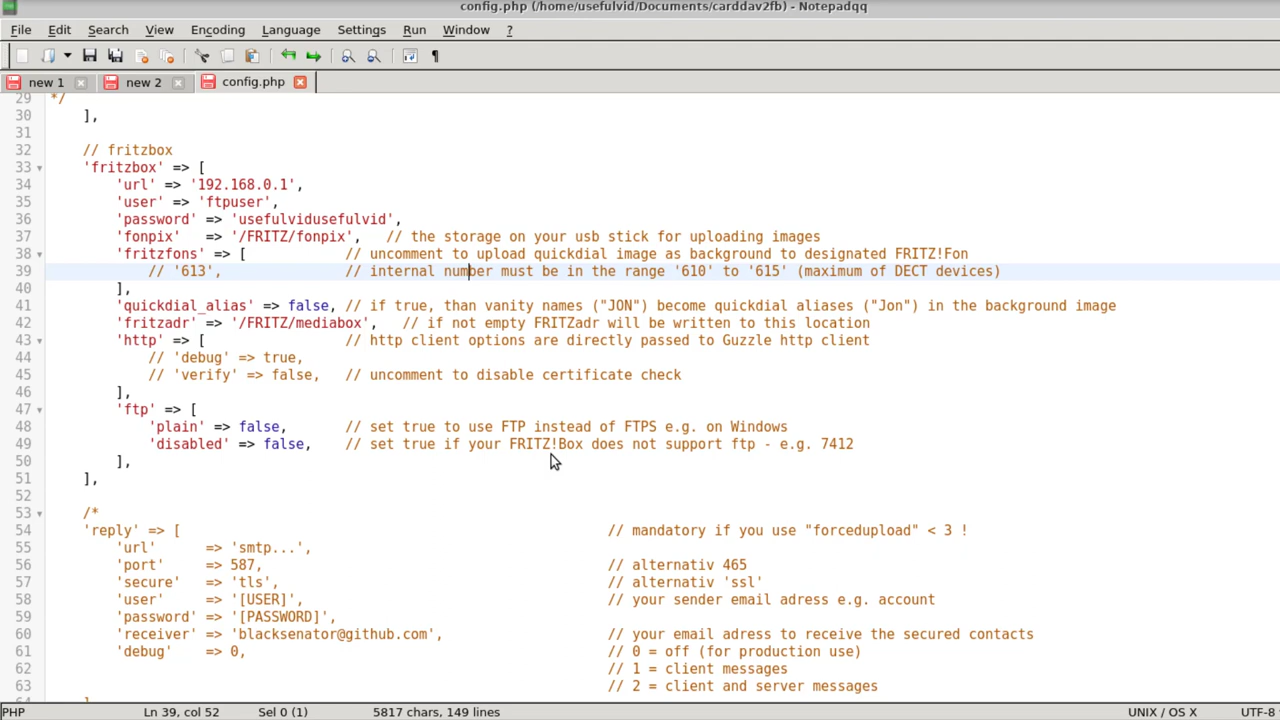 config.php (/home/usefulvid/Documents/carddav2fb) - Notepadqq
File Edit Search View Encoding Language Settings Run Window ?
new 1 new 2 config.php
29 */
30     ],
31
32     // fritzbox
33     'fritzbox' => [
34         'url' => '192.168.0.1',
35         'user' => 'ftpuser',
36         'password' => 'usefulvidusefulvid',
37         'fonpix'   => '/FRITZ/fonpix',   // the storage on your usb stick for uploading images
38         'fritzfons' => [            // uncomment to upload quickdial image as background to designated FRITZ!Fon
39             // '613',               // internal number must be in the range '610' to '615' (maximum of DECT devices)
40         ],
41         'quickdial_alias' => false, // if true, than vanity names ("JON") become quickdial aliases ("Jon") in the background image
42         'fritzadr' => '/FRITZ/mediabox',   // if not empty FRITZadr will be written to this location
43         'http' => [                 // http client options are directly passed to Guzzle http client
44             // 'debug' => true,
45             // 'verify' => false,   // uncomment to disable certificate check
46         ],
47         'ftp' => [
48             'plain' => false,       // set true to use FTP instead of FTPS e.g. on Windows
49             'disabled' => false,    // set true if your FRITZ!Box does not support ftp - e.g. 7412
50         ],
51     ],
52
53     /*
54     'reply' => [                                                    // mandatory if you use "forcedupload" < 3 !
55         'url'      => 'smtp...',
56         'port'     => 587,                                          // alternativ 465
57         'secure'   => 'tls',                                        // alternativ 'ssl'
58         'user'     => '[USER]',                                     // your sender email adress e.g. account
59         'password' => '[PASSWORD]',
60         'receiver' => 'blacksenator@github.com',                    // your email adress to receive the secured contacts
61         'debug'    => 0,                                            // 0 = off (for production use)
62                                                                     // 1 = client messages
63                                                                     // 2 = client and server messages
PHP Ln 39, col 52 Sel 0 (1) 5817 chars, 149 lines UNIX / OS X UTF-8